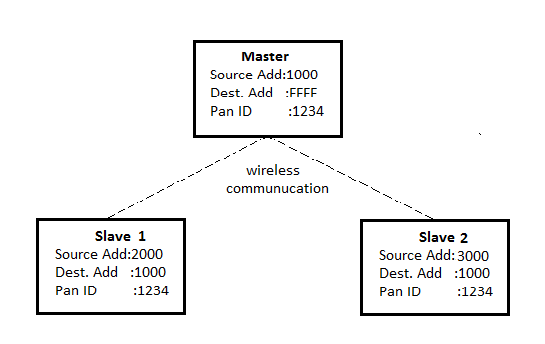 Master
Source Add:1000
Dest. Add :FFFF
Pan ID :1234
wireless
communucation
Slave 1
Source Add:2000
Dest. Add :1000
Pan ID :1234
Slave 2
Source Add:3000
Dest. Add :1000
Pan ID :1234